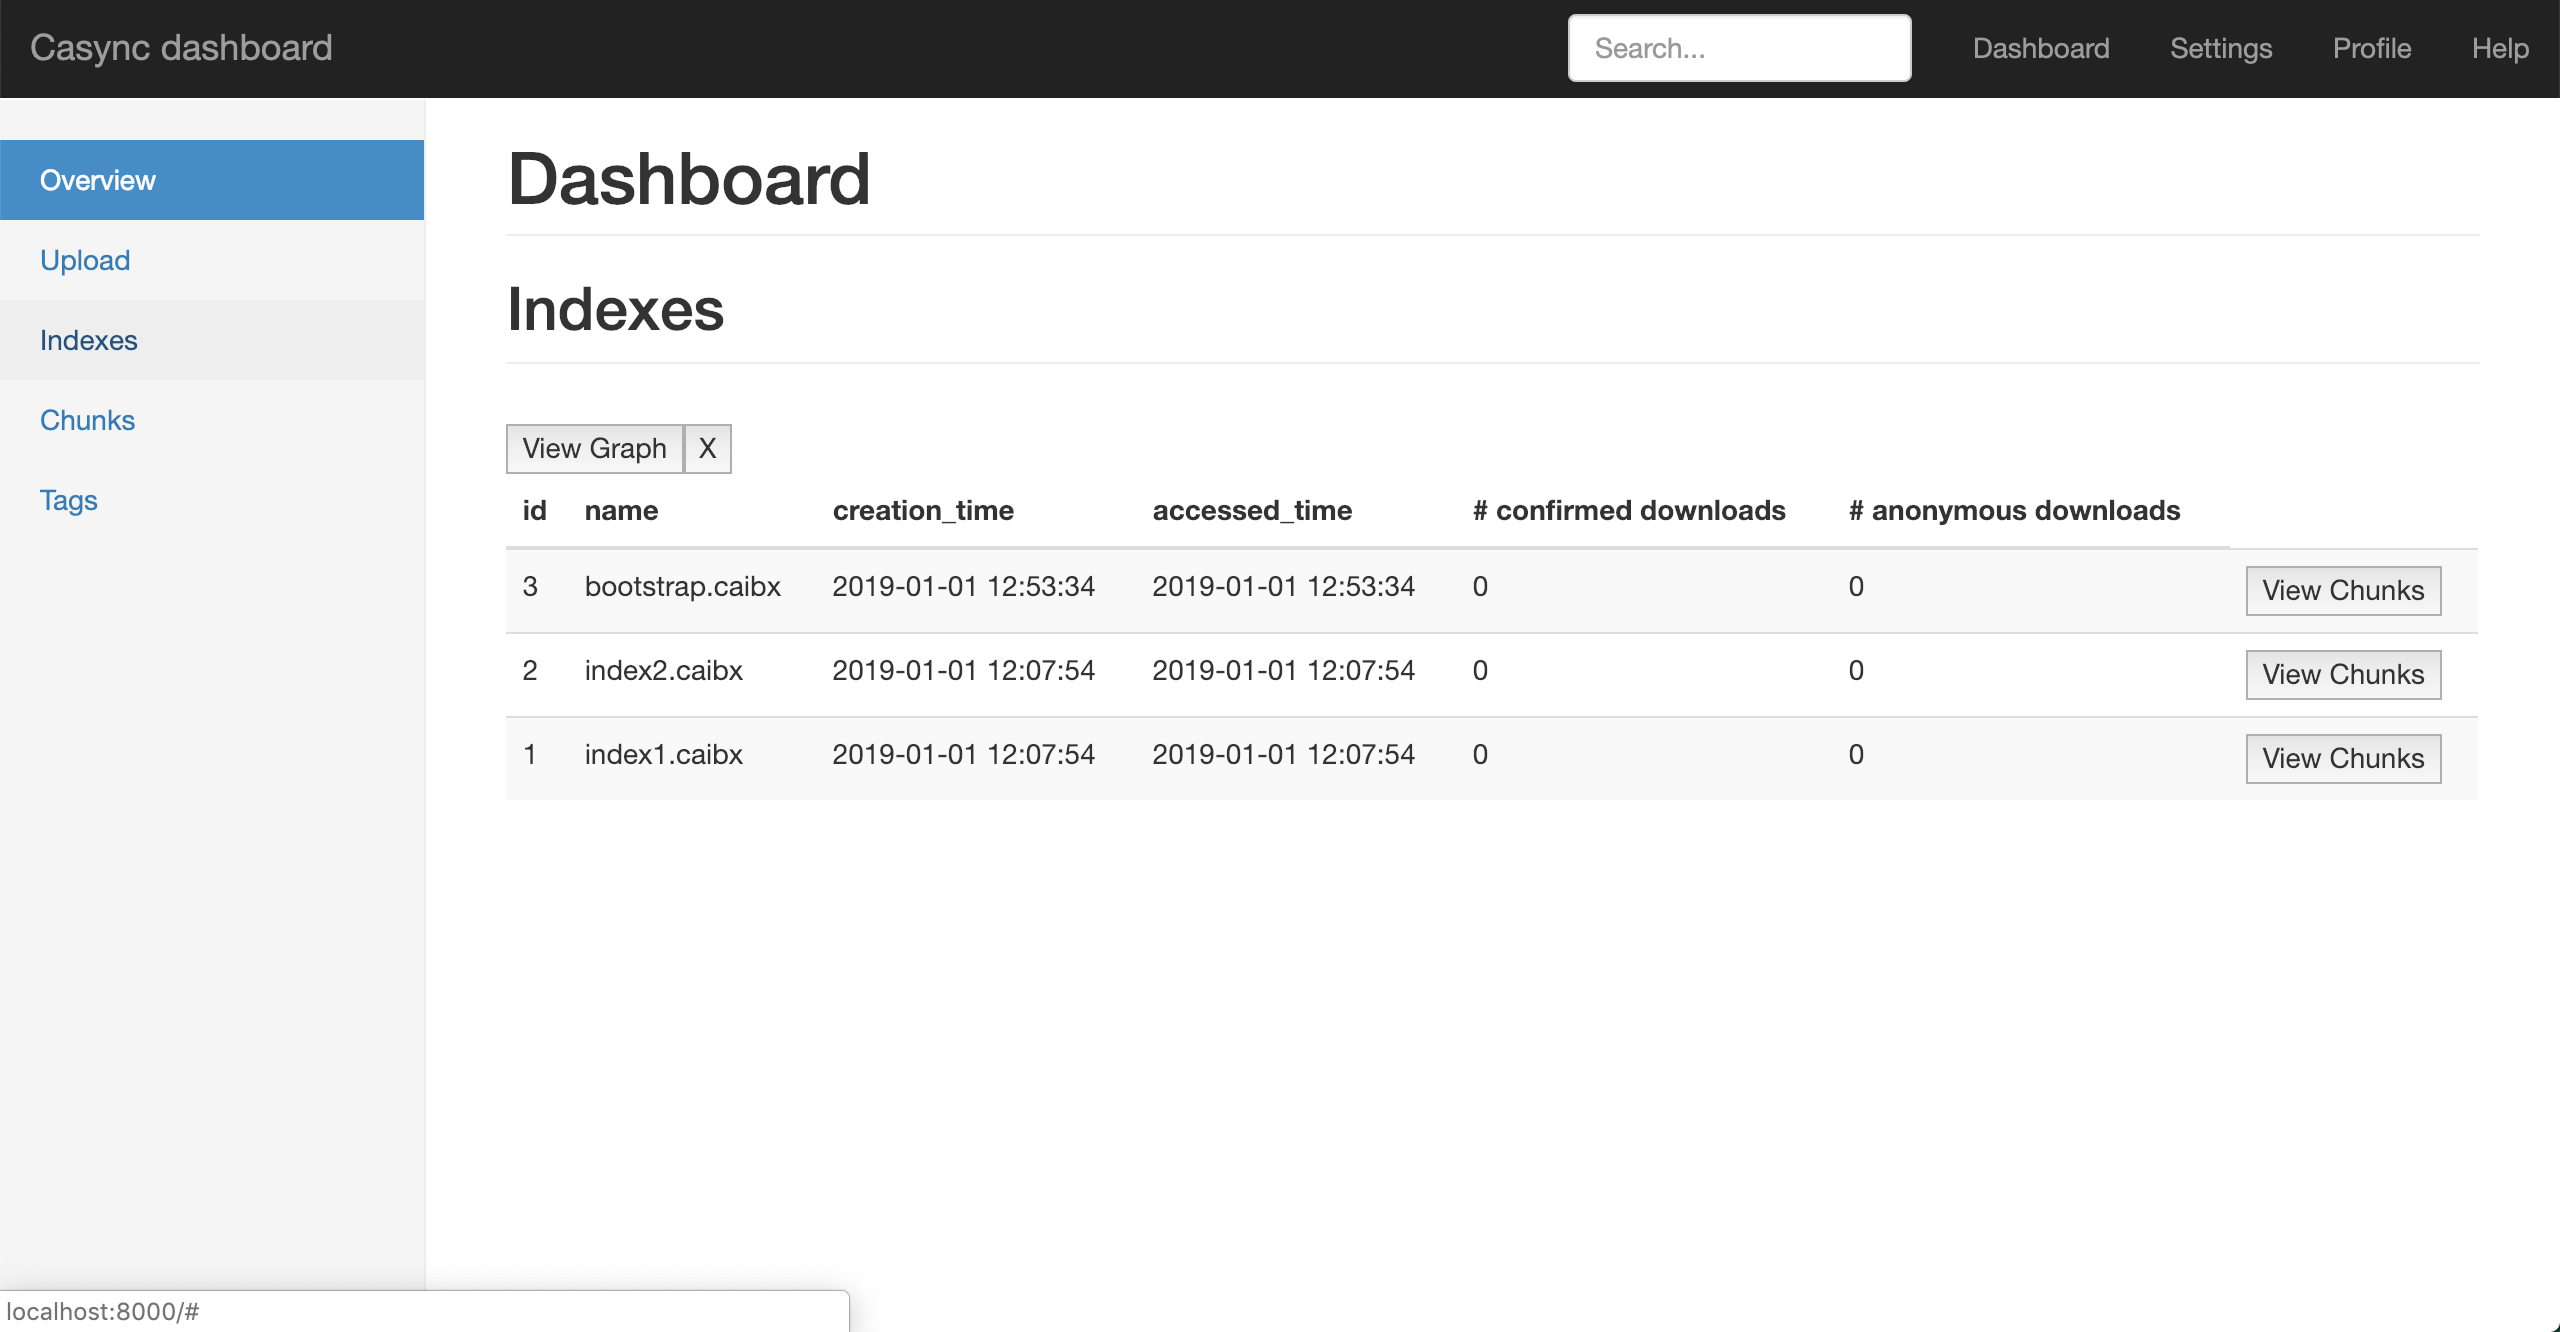 Casync dashboard Search... Dashboard Settings Profile Help
Overview
Upload
Indexes
Chunks
Tags
Dashboard
Indexes
View Graph X
id name creation_time accessed_time # confirmed downloads # anonymous downloads
3 bootstrap.caibx 2019-01-01 12:53:34 2019-01-01 12:53:34 0 0 View Chunks
2 index2.caibx 2019-01-01 12:07:54 2019-01-01 12:07:54 0 0 View Chunks
1 index1.caibx 2019-01-01 12:07:54 2019-01-01 12:07:54 0 0 View Chunks
localhost:8000/#